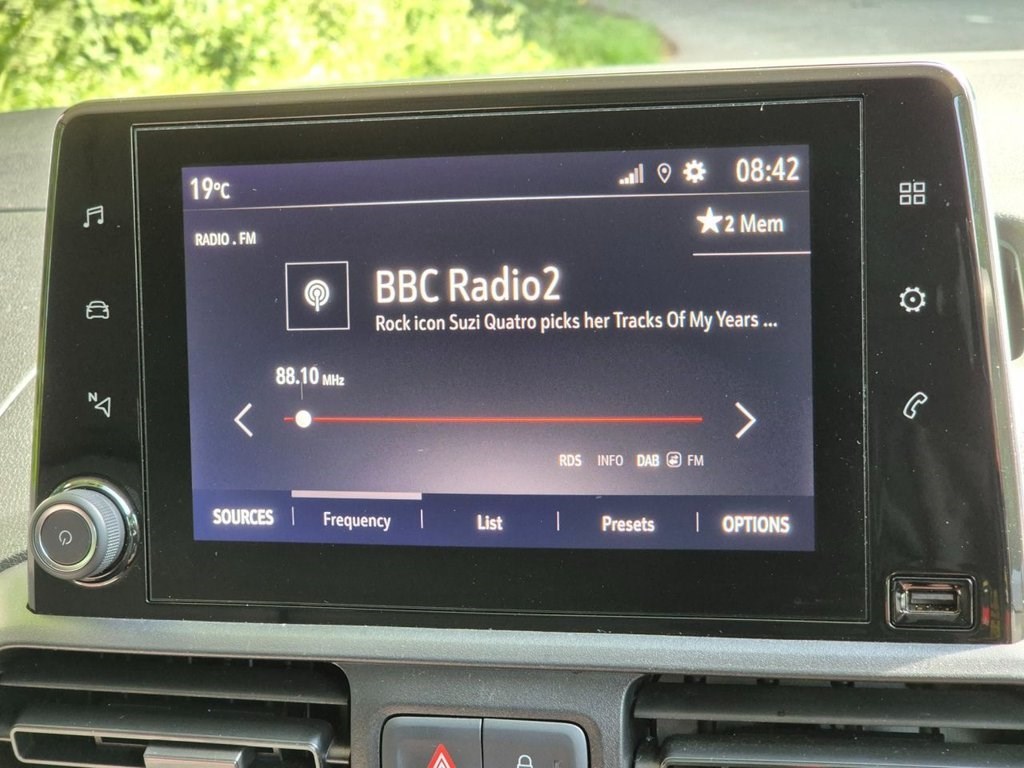 19°C 08:42
2 Mem
RADIO . FM
BBC Radio2
Rock icon Suzi Quatro picks her Tracks Of My Years ...
88.10 MHz
N
RDS INFO DAB FM
SOURCES Frequency List Presets OPTIONS